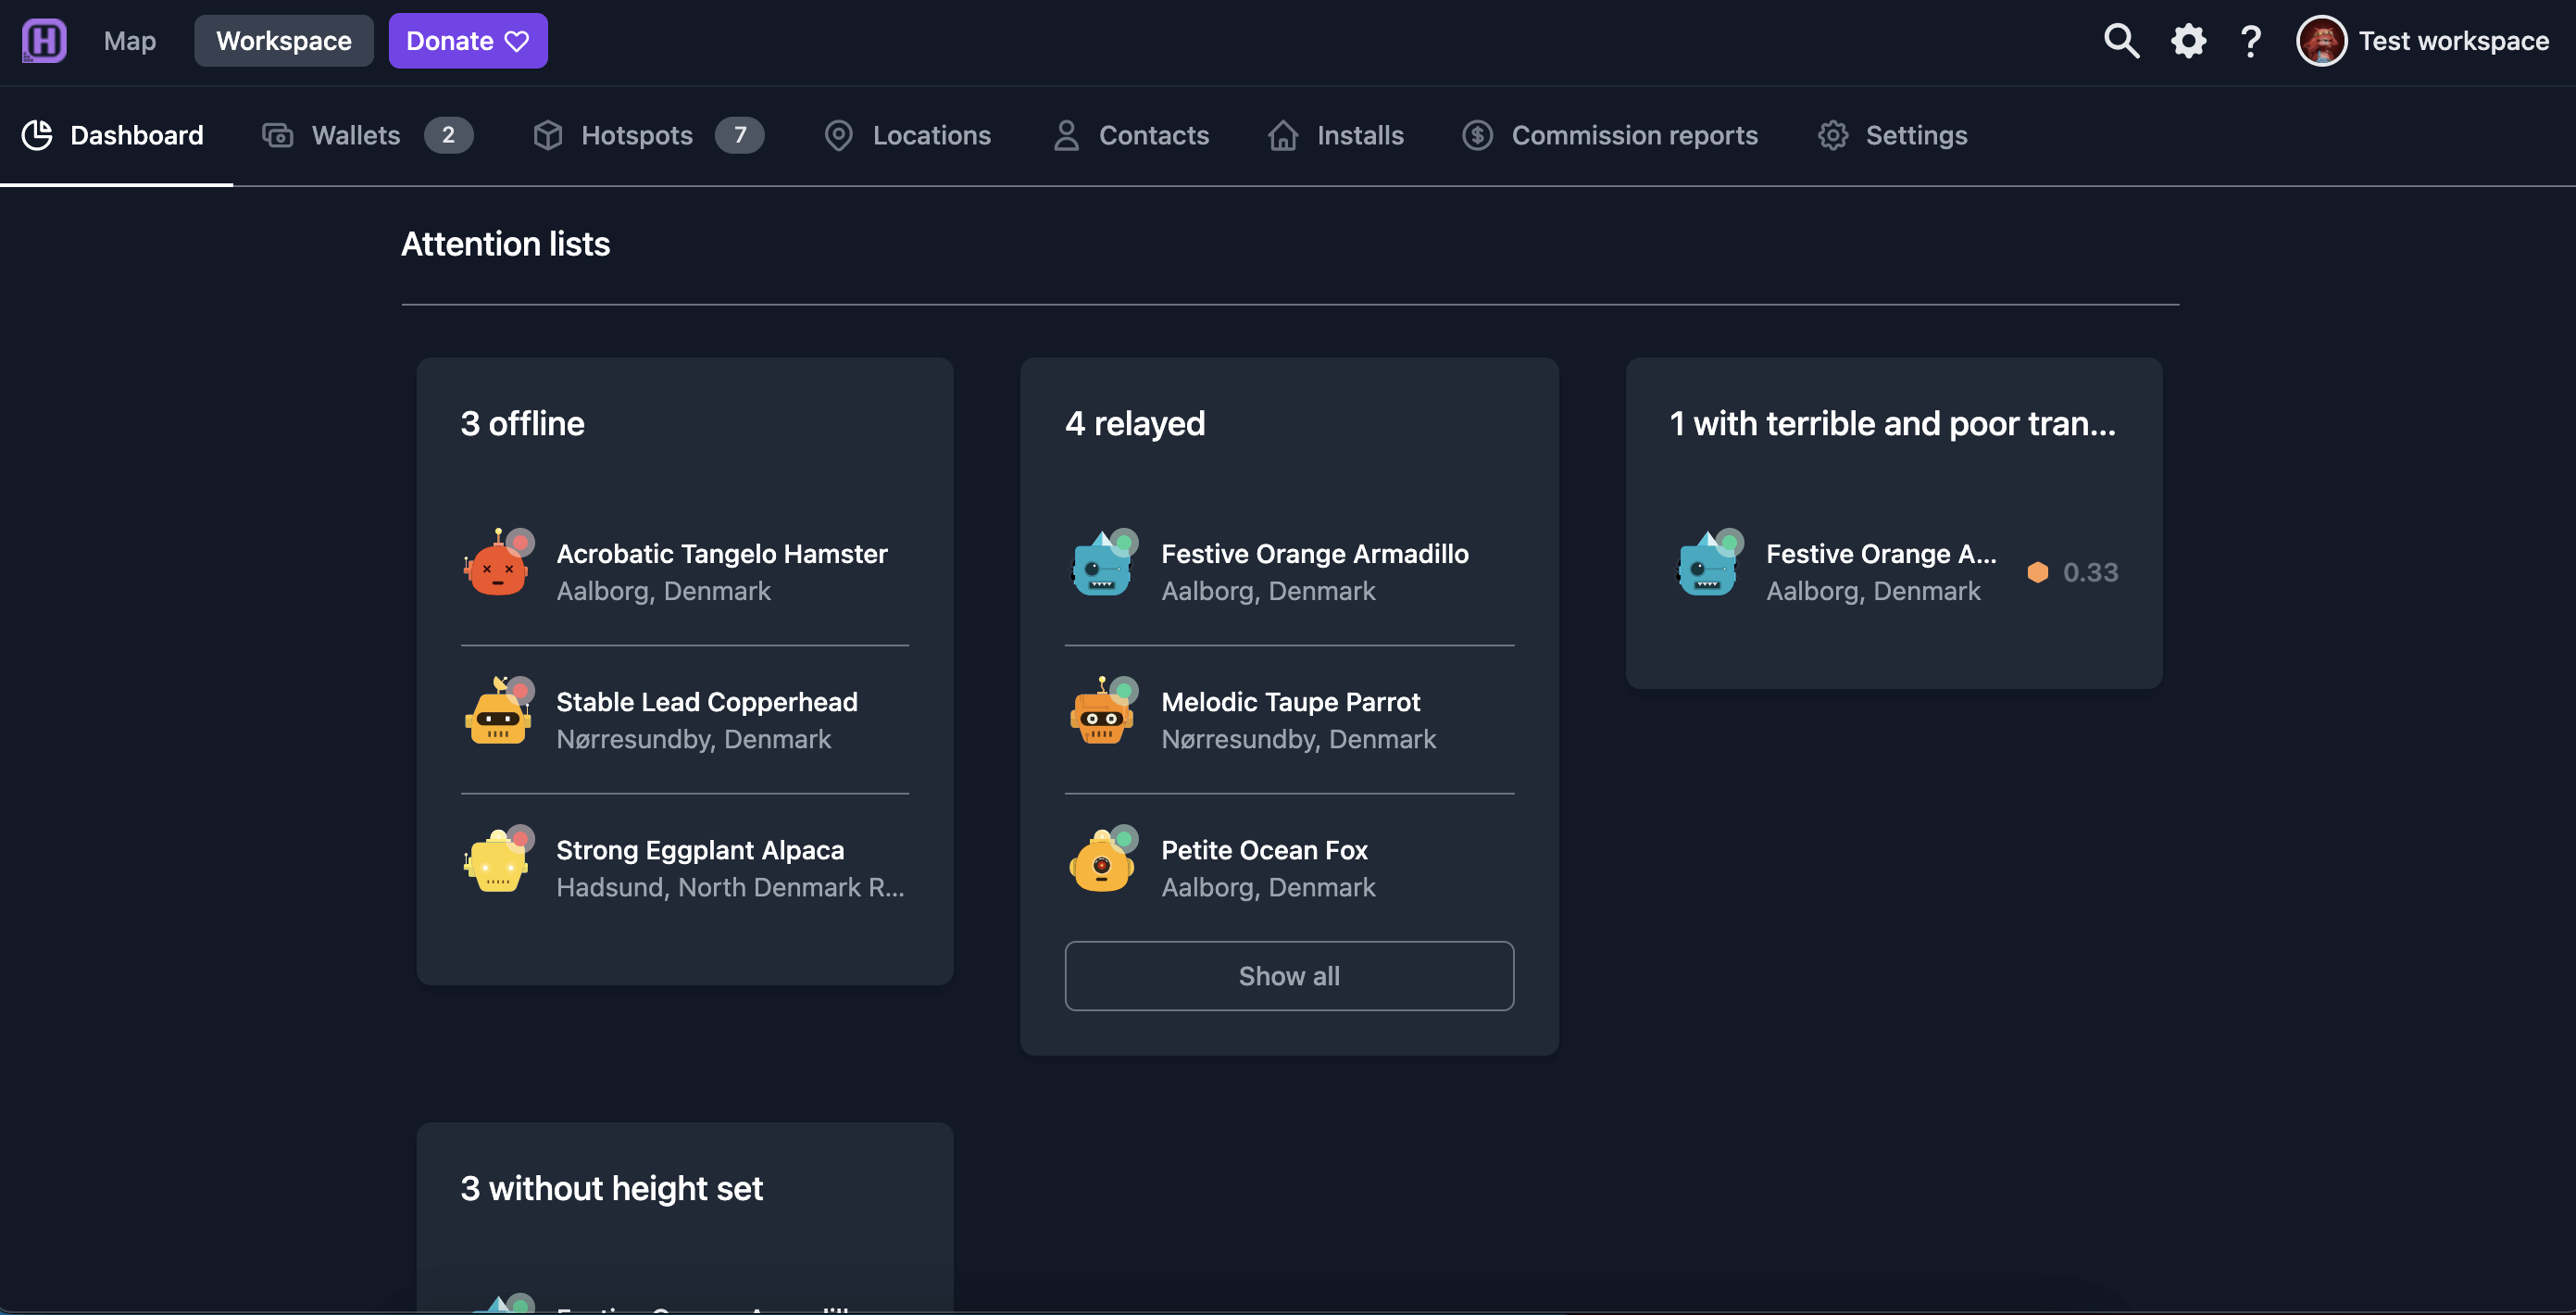 H Map Workspace Donate Test workspace
Dashboard Wallets 2 Hotspots 7 Locations Contacts Installs Commission reports Settings
Attention lists
3 offline
Acrobatic Tangelo Hamster
Aalborg, Denmark
Stable Lead Copperhead
Nørresundby, Denmark
Strong Eggplant Alpaca
Hadsund, North Denmark R...
4 relayed
Festive Orange Armadillo
Aalborg, Denmark
Melodic Taupe Parrot
Nørresundby, Denmark
Petite Ocean Fox
Aalborg, Denmark
Show all
1 with terrible and poor tran...
Festive Orange A...
Aalborg, Denmark
0.33
3 without height set